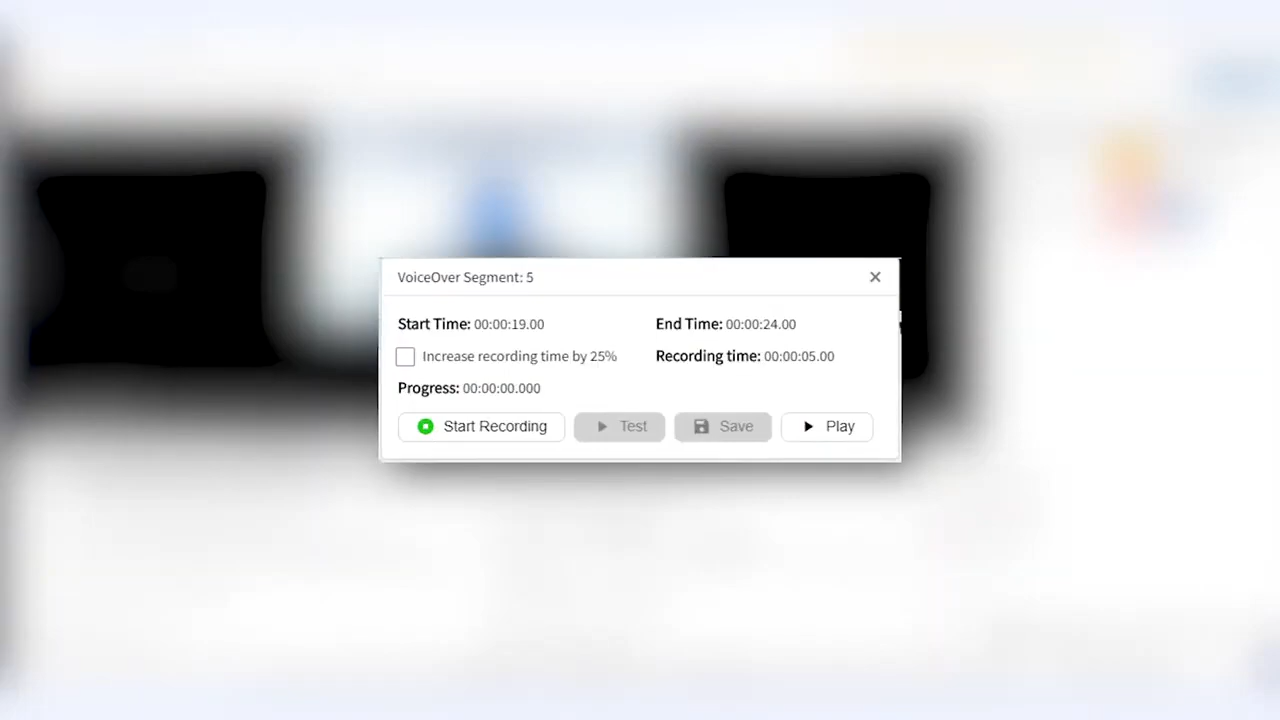 VoiceOver Segment: 5
Start Time: 00:00:19.00 End Time: 00:00:24.00
Increase recording time by 25% Recording time: 00:00:05.00
Progress: 00:00:00.000
Start Recording Test Save Play